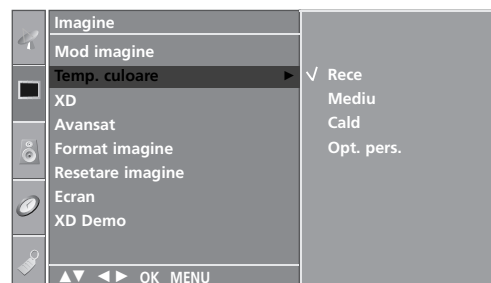 Imagine
Mod imagine
Temp. culoare ►
XD
Avansat
Format imagine
Resetare imagine
Ecran
XD Demo
▲▼ ◄► OK MENU
√ Rece
Mediu
Cald
Opt. pers.